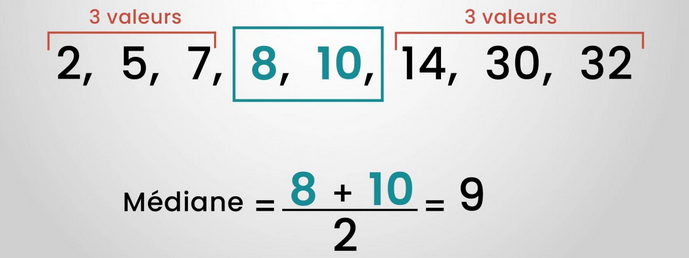 3 valeurs 3 valeurs
2, 5, 7, 8, 10, 14, 30, 32
8 + 10
Médiane = = 9
2